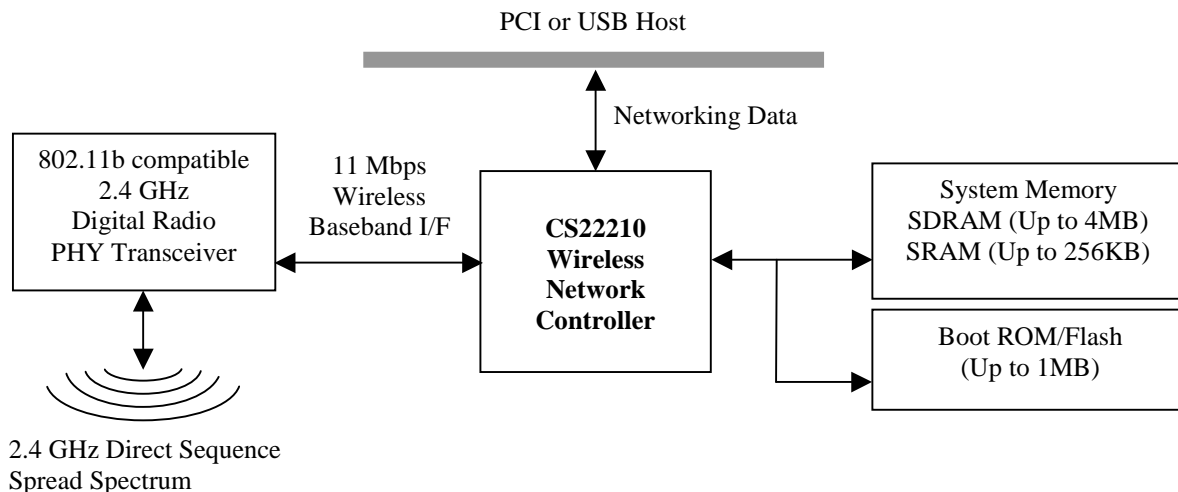 PCI or USB Host
Networking Data
802.11b compatible
2.4 GHz
Digital Radio
PHY Transceiver
11 Mbps
Wireless
Baseband I/F
CS22210
Wireless
Network
Controller
System Memory
SDRAM (Up to 4MB)
SRAM (Up to 256KB)
Boot ROM/Flash
(Up to 1MB)
2.4 GHz Direct Sequence
Spread Spectrum